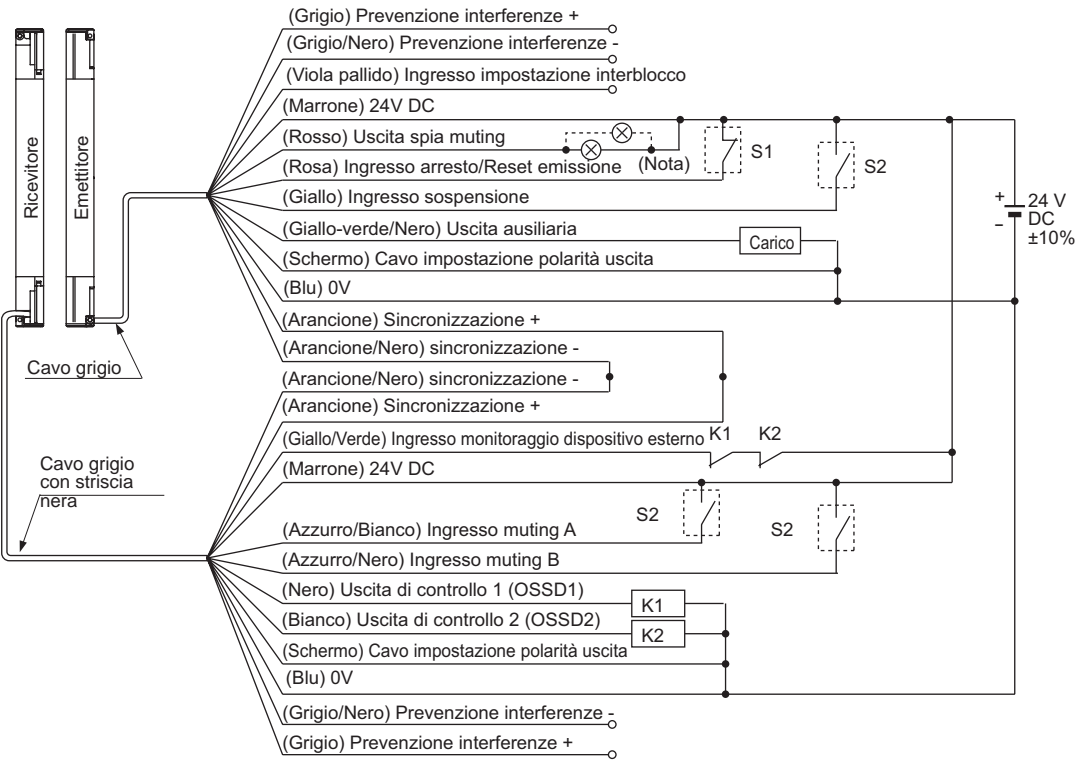 (Grigio) Prevenzione interferenze +
(Grigio/Nero) Prevenzione interferenze -
(Viola pallido) Ingresso impostazione interblocco
(Marrone) 24V DC
(Rosso) Uscita spia muting
(Nota)
S1
S2
(Rosa) Ingresso arresto/Reset emissione
(Giallo) Ingresso sospensione
(Giallo-verde/Nero) Uscita ausiliaria
Carico
(Schermo) Cavo impostazione polarità uscita
(Blu) 0V
+
-
24 V
DC
±10%
Ricevitore
Emettitore
Cavo grigio
(Arancione) Sincronizzazione +
(Arancione/Nero) sincronizzazione -
(Arancione/Nero) sincronizzazione -
(Arancione) Sincronizzazione +
(Giallo/Verde) Ingresso monitoraggio dispositivo esterno
K1
K2
(Marrone) 24V DC
Cavo grigio
con striscia
nera
S2
S2
(Azzurro/Bianco) Ingresso muting A
(Azzurro/Nero) Ingresso muting B
(Nero) Uscita di controllo 1 (OSSD1)
K1
(Bianco) Uscita di controllo 2 (OSSD2)
K2
(Schermo) Cavo impostazione polarità uscita
(Blu) 0V
(Grigio/Nero) Prevenzione interferenze -
(Grigio) Prevenzione interferenze +